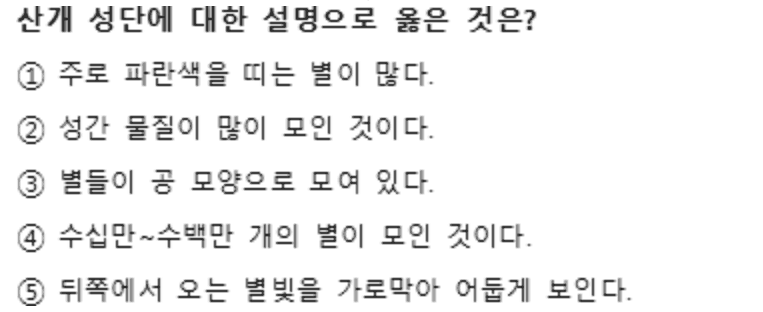 산개 성단에 대한 설명으로 옳은 것은?
① 주로 파란색을 띠는 별이 많다.
② 성간 물질이 많이 모인 것이다.
③ 별들이 공 모양으로 모여 있다.
④ 수십만~수백만 개의 별이 모인 것이다.
⑤ 뒤쪽에서 오는 별빛을 가로막아 어둡게 보인다.